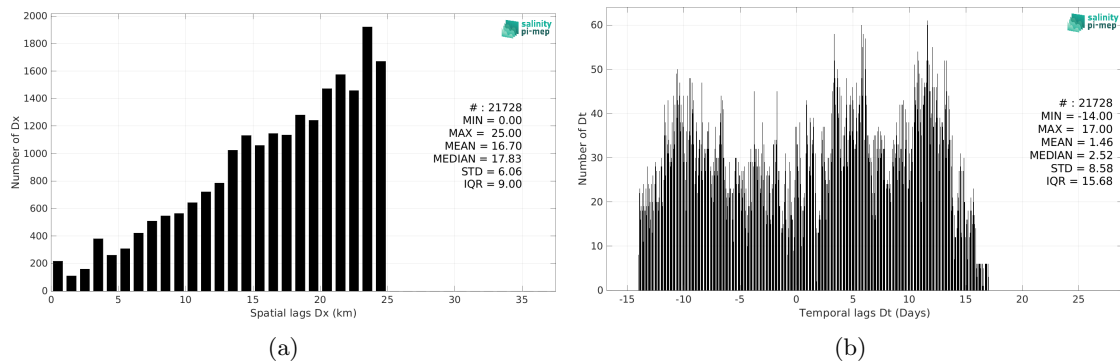 2000
1800
1600
1400
1200
1000
800
600
400
200
0
Number of Dx
salinity
pi-mep
# : 21728
MIN = 0.00
MAX = 25.00
MEAN = 16.70
MEDIAN = 17.83
STD = 6.06
IQR = 9.00
0 5 10 15 20 25 30 35
Spatial lags Dx (km)
(a)
60
50
40
30
20
10
0
Number of Dt
salinity
pi-mep
# : 21728
MIN = -14.00
MAX = 17.00
MEAN = 1.46
MEDIAN = 2.52
STD = 8.58
IQR = 15.68
-15 -10 -5 0 5 10 15 20 25
Temporal lags Dt (Days)
(b)